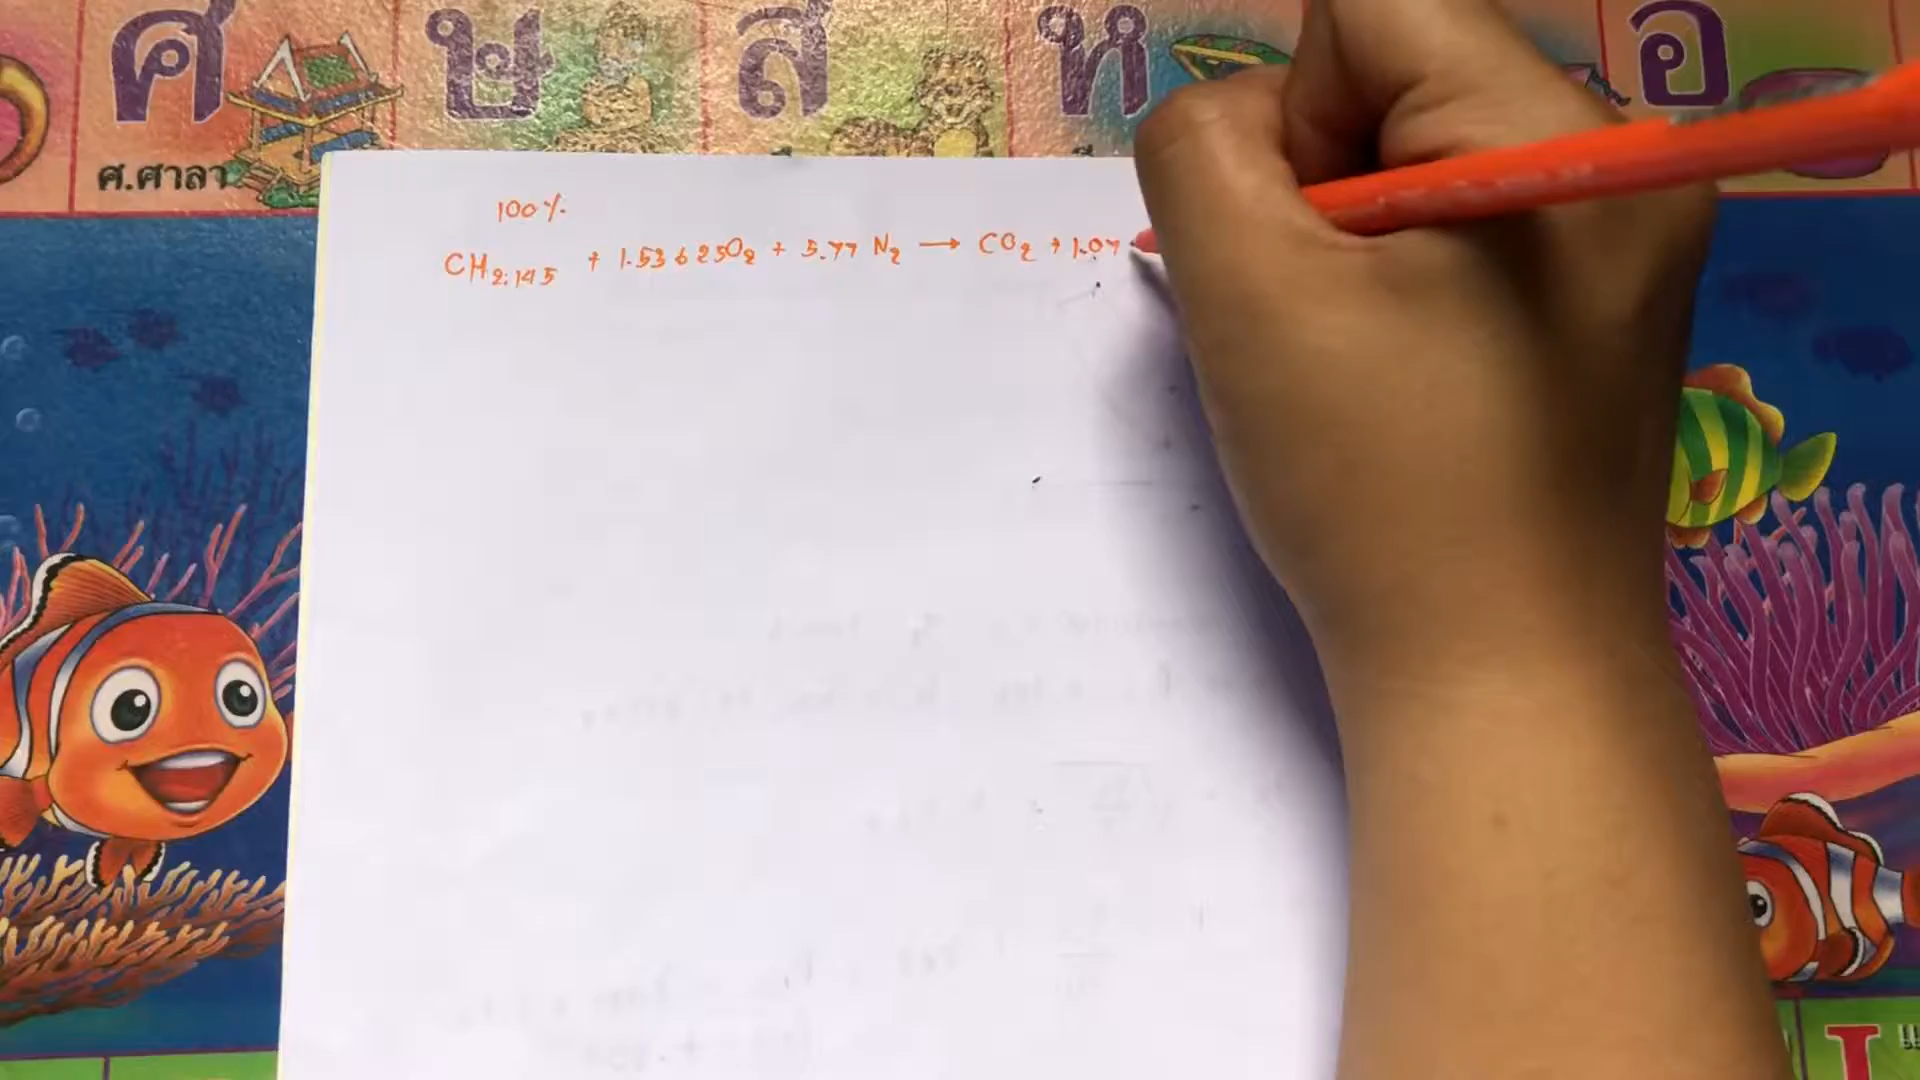 ศ ษ ส ห อ
ศ.ศาลา
100%
CH₂.₁₄₅ + 1.53625O₂ + 5.77 N₂ → CO₂ + 1.07